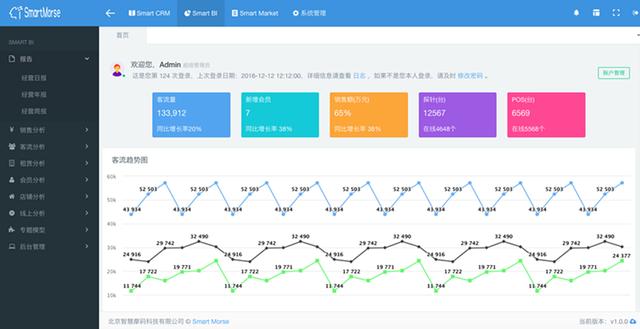 SmartMorse
Smart CRM
Smart BI
Smart Market
系统管理
SMART BI
首页
报告
经营日报
经营年报
经营周报
销售分析
客流分析
租赁分析
会员分析
店铺分析
线上分析
专题模型
后台管理
欢迎您, Admin 超级管理员
这是您第 124 次登录,上次登录日期:2016-12-12 12:12:00,详细信息请查看 日志 ,如果不是您本人登录,请及时 修改密码 。
账户管理
客流量
133,912
同比增长率20%
新增会员
7
同比增长率 38%
销售额(万元)
65%
同比增长率 36%
探针(台)
12567
在线4648个
POS(台)
6569
在线5568个
客流趋势图
60k
52 503 52 503 52 503 52 503 52 503 52 503 52 503
50k
43 934 43 934 43 934 43 934 43 934 43 934 43 934 43 934
40k
32 490 32 490 32 490 32 490
29 742 29 742 29 742 29 742
30k
24 916 24 916 24 916 24 916 24 377
19 771 19 771 19 771 19 771
20k
17 722 17 722 17 722 17 722
11 744 11 744 11 744 11 744
10k
北京智慧摩码科技有限公司 © Smart Morse
当前版本:v1.0.0